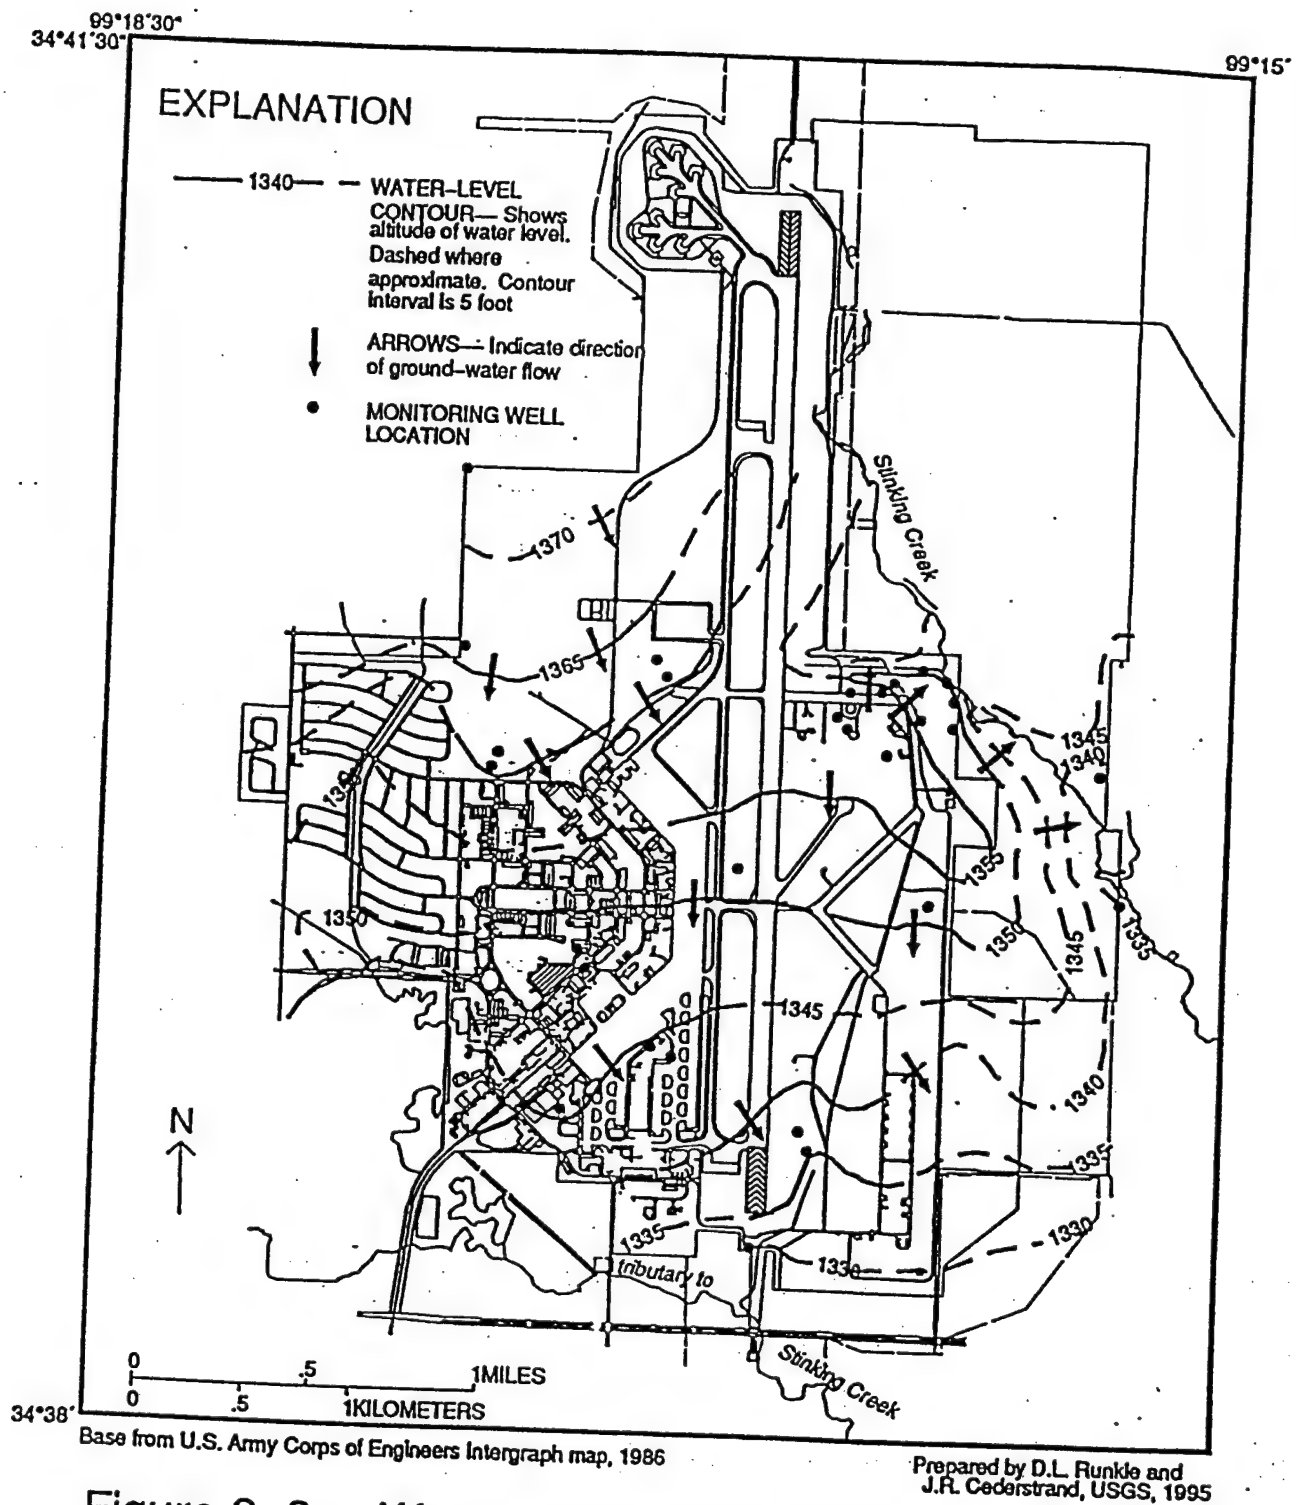 99°18'30"
34°41'30"
99°15'
EXPLANATION
1340
WATER-LEVEL
CONTOUR— Shows
altitude of water level.
Dashed where
approximate. Contour
interval is 5 foot
ARROWS— Indicate direction
of ground-water flow
MONITORING WELL
LOCATION
Stinking Creek
1370
1365
1345
1340
1355
1350
1350
1345
1335
1345
1340
1335
1335
1330
1330
tributary to
Stinking Creek
N
0 .5 1MILES
0 .5 1KILOMETERS
34°38'
Base from U.S. Army Corps of Engineers Intergraph map, 1986
Prepared by D.L. Runkle and
J.R. Cederstrand, USGS, 1995